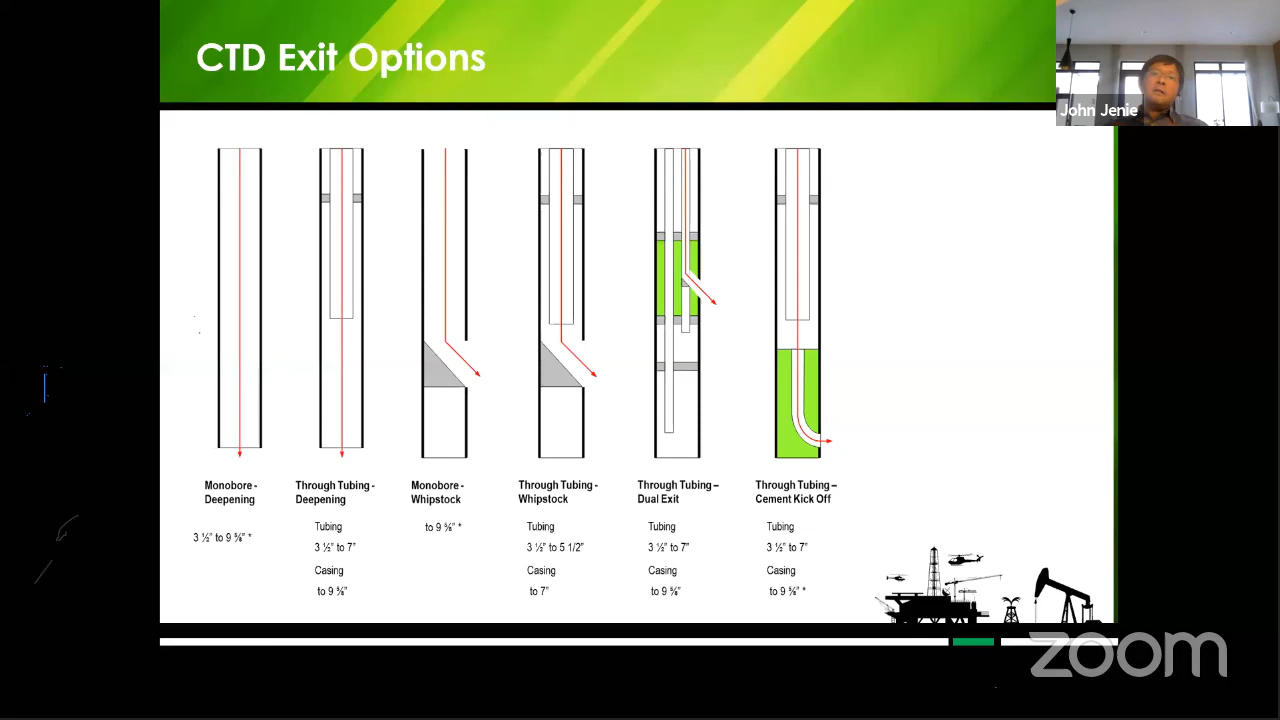 CTD Exit Options
John Jenie
Monobore -
Deepening
3 ½” to 9 ⅝” *
Through Tubing -
Deepening
Tubing
3 ½” to 7”
Casing
to 9 ⅝”
Monobore -
Whipstock
to 9 ⅝” *
Through Tubing -
Whipstock
Tubing
3 ½” to 5 1/2”
Casing
to 7”
Through Tubing –
Dual Exit
Tubing
3 ½” to 7”
Casing
to 9 ⅝”
Through Tubing –
Cement Kick Off
Tubing
3 ½” to 7”
Casing
to 9 ⅝” *
zoom